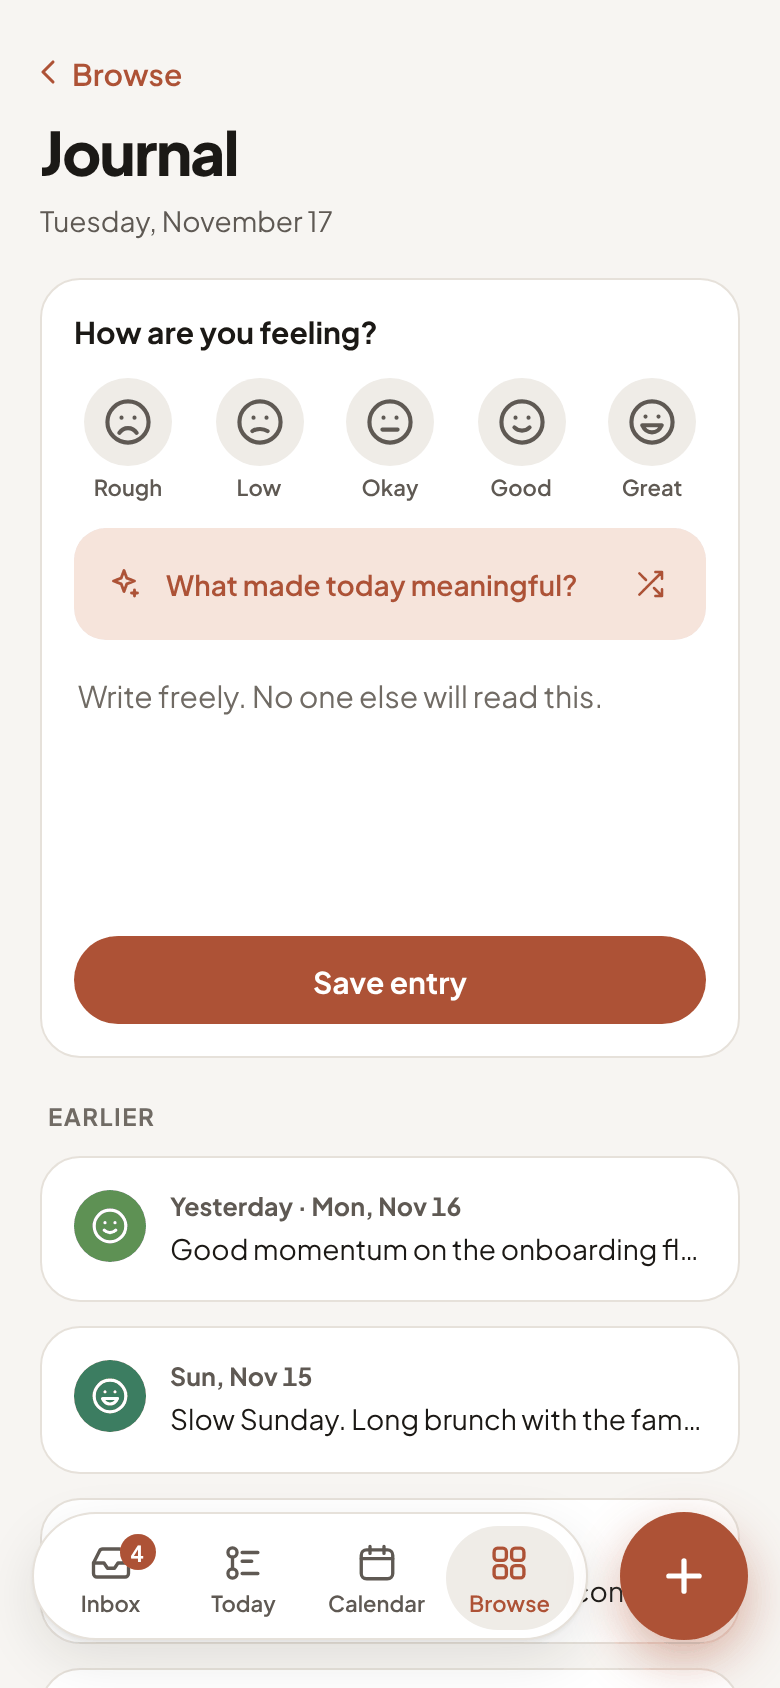 Browse
Journal
Tuesday, November 17
How are you feeling?
Rough Low Okay Good Great
What made today meaningful?
Write freely. No one else will read this.
Save entry
EARLIER
Yesterday · Mon, Nov 16
Good momentum on the onboarding fl...
Sun, Nov 15
Slow Sunday. Long brunch with the fam...
4
Inbox Today Calendar Browse